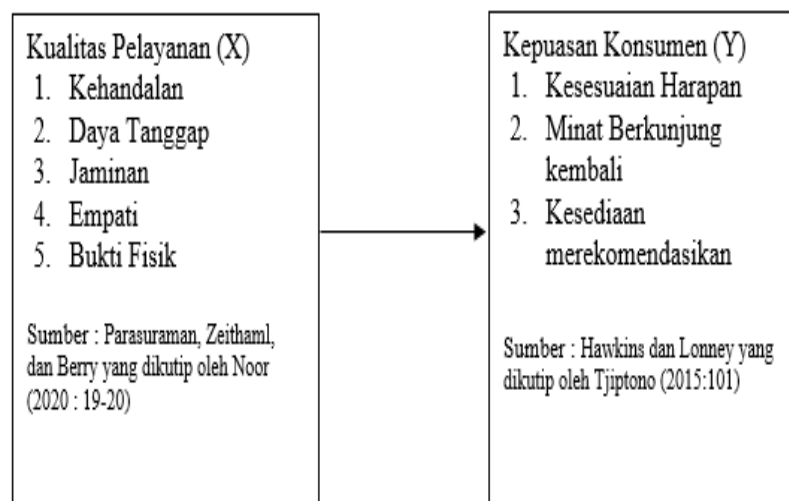 Kualitas Pelayanan (X)
1. Kehandalan
2. Daya Tanggap
3. Jaminan
4. Empati
5. Bukti Fisik
Sumber : Parasuraman, Zeithaml,
dan Berry yang dikutip oleh Noor
(2020 : 19-20)
Kepuasan Konsumen (Y)
1. Kesesuaian Harapan
2. Minat Berkunjung
kembali
3. Kesediaan
merekomendasikan
Sumber : Hawkins dan Lonney yang
dikutip oleh Tjiptono (2015:101)